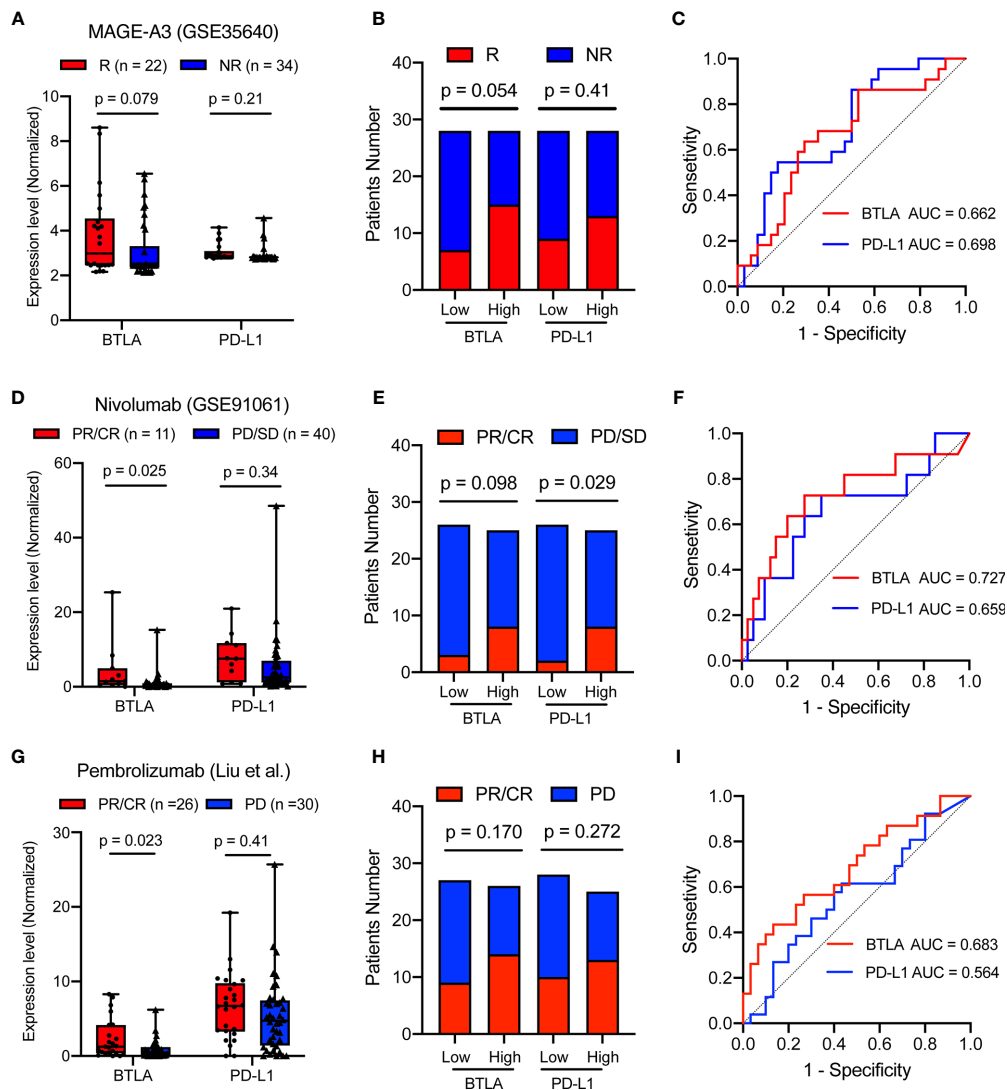 A
MAGE-A3 (GSE35640)
R (n = 22) NR (n = 34)
Expression level (Normalized)
10
8
6
4
2
0
p = 0.079
p = 0.21
BTLA PD-L1
B
R NR
Patients Number
40
30
20
10
0
p = 0.054 p = 0.41
Low High Low High
BTLA PD-L1
C
Sensetivity
1.0
0.8
0.6
0.4
0.2
0.0
BTLA AUC = 0.662
PD-L1 AUC = 0.698
0.0 0.2 0.4 0.6 0.8 1.0
1 - Specificity
D
Nivolumab (GSE91061)
PR/CR (n = 11) PD/SD (n = 40)
Expression level (Normalized)
60
40
20
0
p = 0.025 p = 0.34
BTLA PD-L1
E
PR/CR PD/SD
Patients Number
40
30
20
10
0
p = 0.098 p = 0.029
Low High Low High
BTLA PD-L1
F
Sensetivity
1.0
0.8
0.6
0.4
0.2
0.0
BTLA AUC = 0.727
PD-L1 AUC = 0.659
0.0 0.2 0.4 0.6 0.8 1.0
1 - Specificity
G
Pembrolizumab (Liu et al.)
PR/CR (n =26) PD (n =30)
Expression level (Normalized)
30
20
10
0
p = 0.023 p = 0.41
BTLA PD-L1
H
PR/CR PD
Patients Number
40
30
20
10
0
p = 0.170 p = 0.272
Low High Low High
BTLA PD-L1
I
Sensetivity
1.0
0.8
0.6
0.4
0.2
0.0
BTLA AUC = 0.683
PD-L1 AUC = 0.564
0.0 0.2 0.4 0.6 0.8 1.0
1 - Specificity